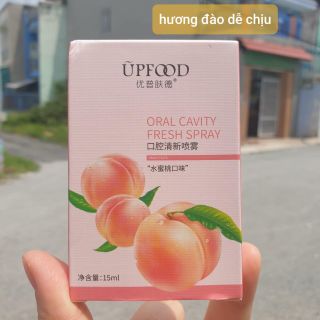 hương đào dễ chịu
ÛPFOOD
优普肤德®
ORAL CAVITY
FRESH SPRAY
口腔清新喷雾
“水蜜桃口味”
净含量：15ml